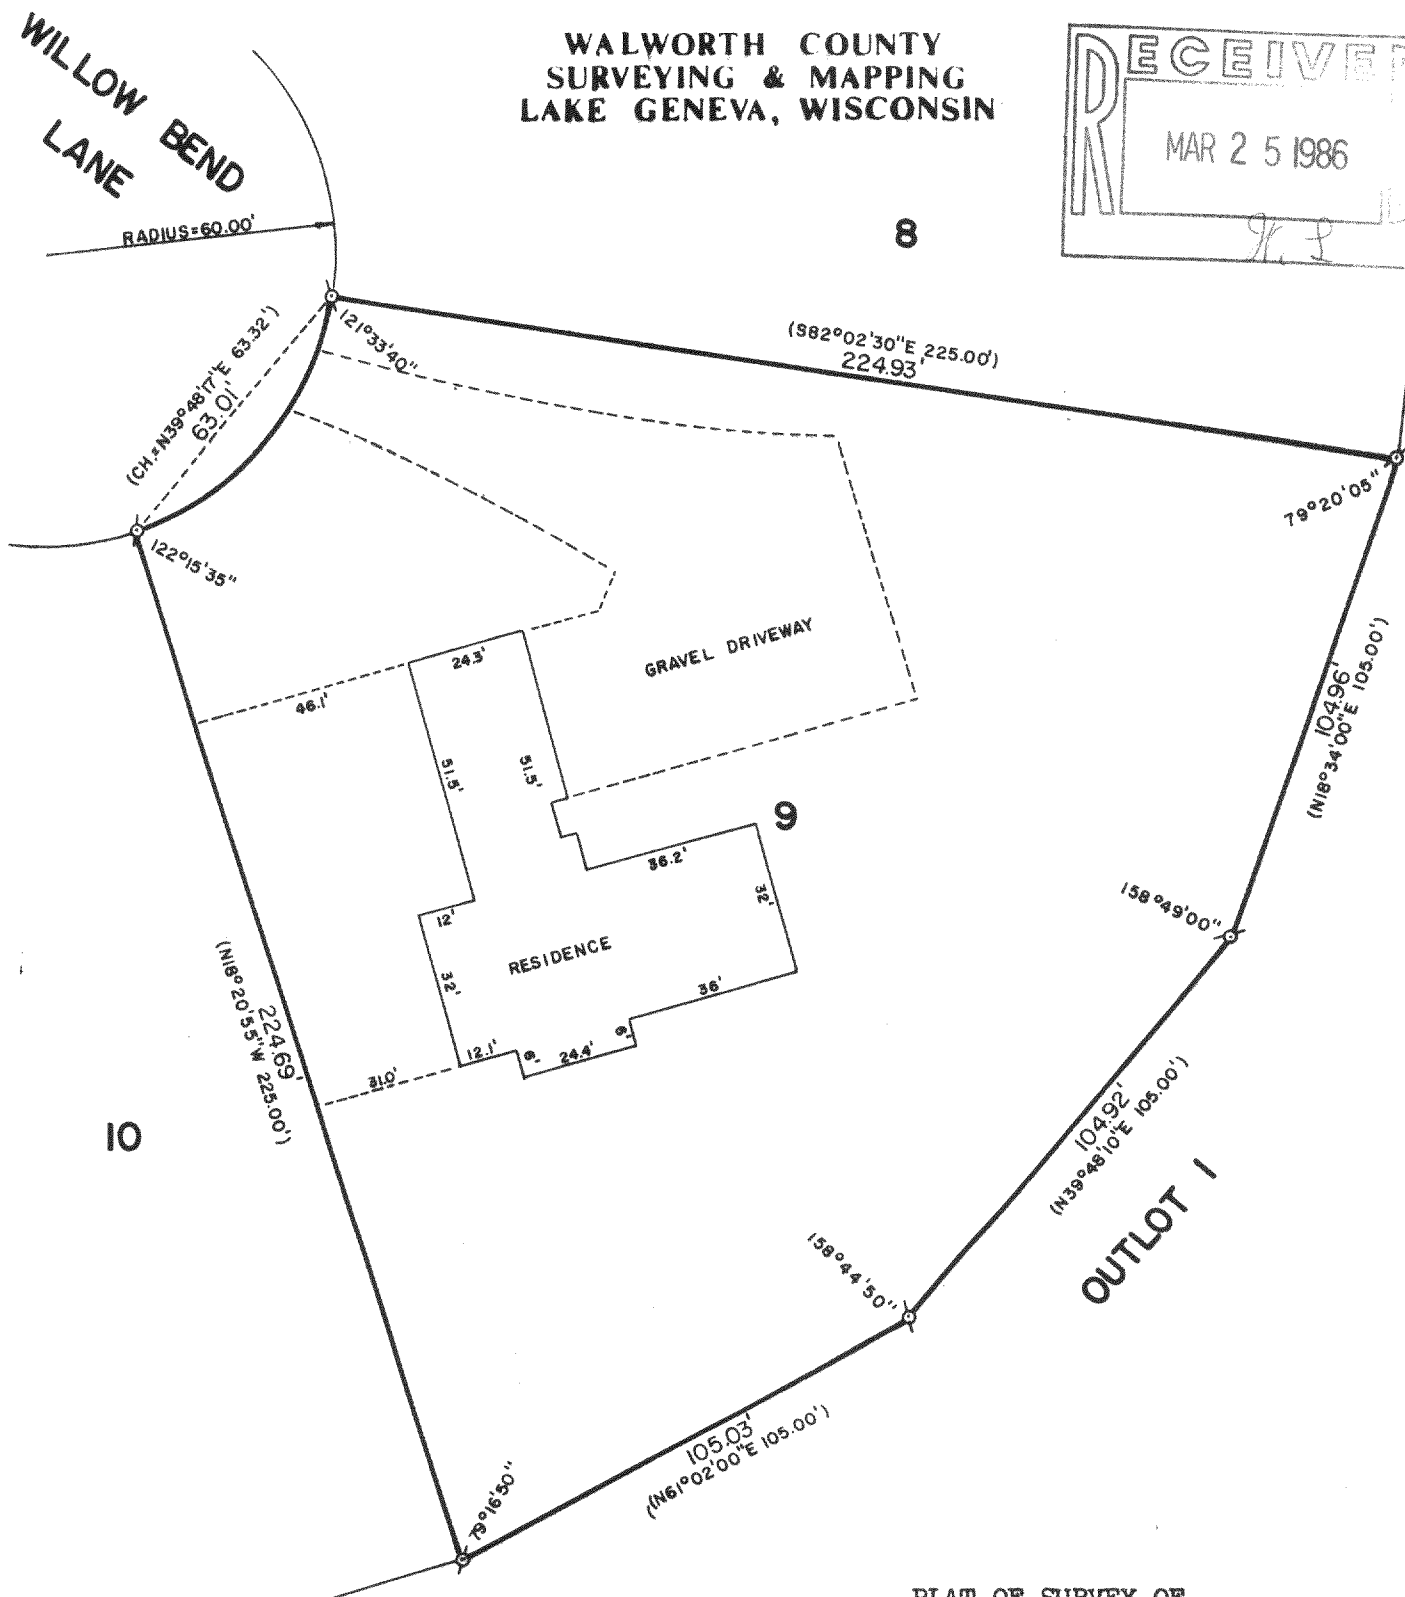 WILLOW BEND
LANE
WALWORTH COUNTY
SURVEYING & MAPPING
LAKE GENEVA, WISCONSIN
RECEIVE
MAR 25 1986
RADIUS=60.00'
8
(S82°02'30"E 225.00')
224.93'
121°33'40"
(CH.=N39°48'17"E 63.32')
63.01'
79°20'05"
122°15'35"
24.3'
GRAVEL DRIVEWAY
46.1'
104.96'
(N18°34'00"E 105.00')
51.5'
51.5'
9
36.2'
32'
158°49'00"
12'
RESIDENCE
32'
36'
6'
12.1'
6'
24.4'
31.0'
224.69'
(N18°20'55"W 225.00')
10
104.92'
(N39°48'10"E 105.00')
OUTLOT 1
158°44'50"
105.03'
(N61°02'00"E 105.00')
79°16'50"
PLAT OF SURVEY OF